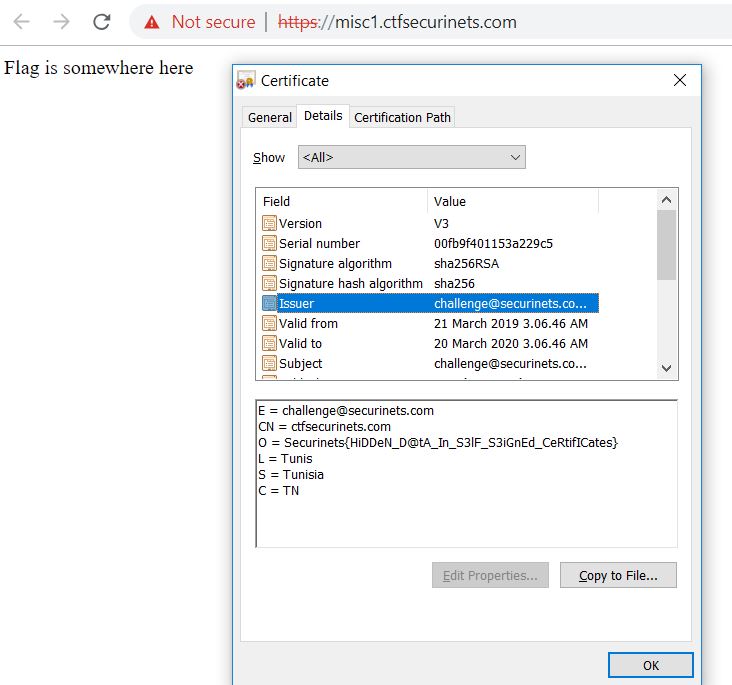 Not secure | https://misc1.ctfsecurinets.com
Flag is somewhere here
Certificate
General Details Certification Path
Show <All>
Field Value
Version V3
Serial number 00fb9f401153a229c5
Signature algorithm sha256RSA
Signature hash algorithm sha256
Issuer challenge@securinets.co...
Valid from 21 March 2019 3.06.46 AM
Valid to 20 March 2020 3.06.46 AM
Subject challenge@securinets.co...
E = challenge@securinets.com
CN = ctfsecurinets.com
O = Securinets{HiDDeN_D@tA_In_S3lF_S3iGnEd_CeRtifICates}
L = Tunis
S = Tunisia
C = TN
Edit Properties... Copy to File...
OK